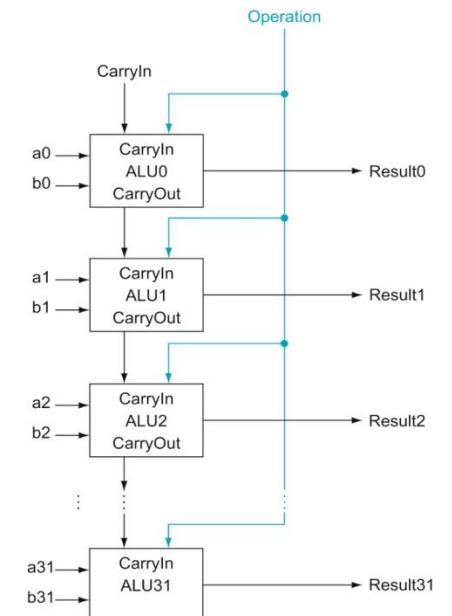 Operation
CarryIn
a0
b0
CarryIn
ALU0
CarryOut
Result0
a1
b1
CarryIn
ALU1
CarryOut
Result1
a2
b2
CarryIn
ALU2
CarryOut
Result2
a31
b31
CarryIn
ALU31
Result31